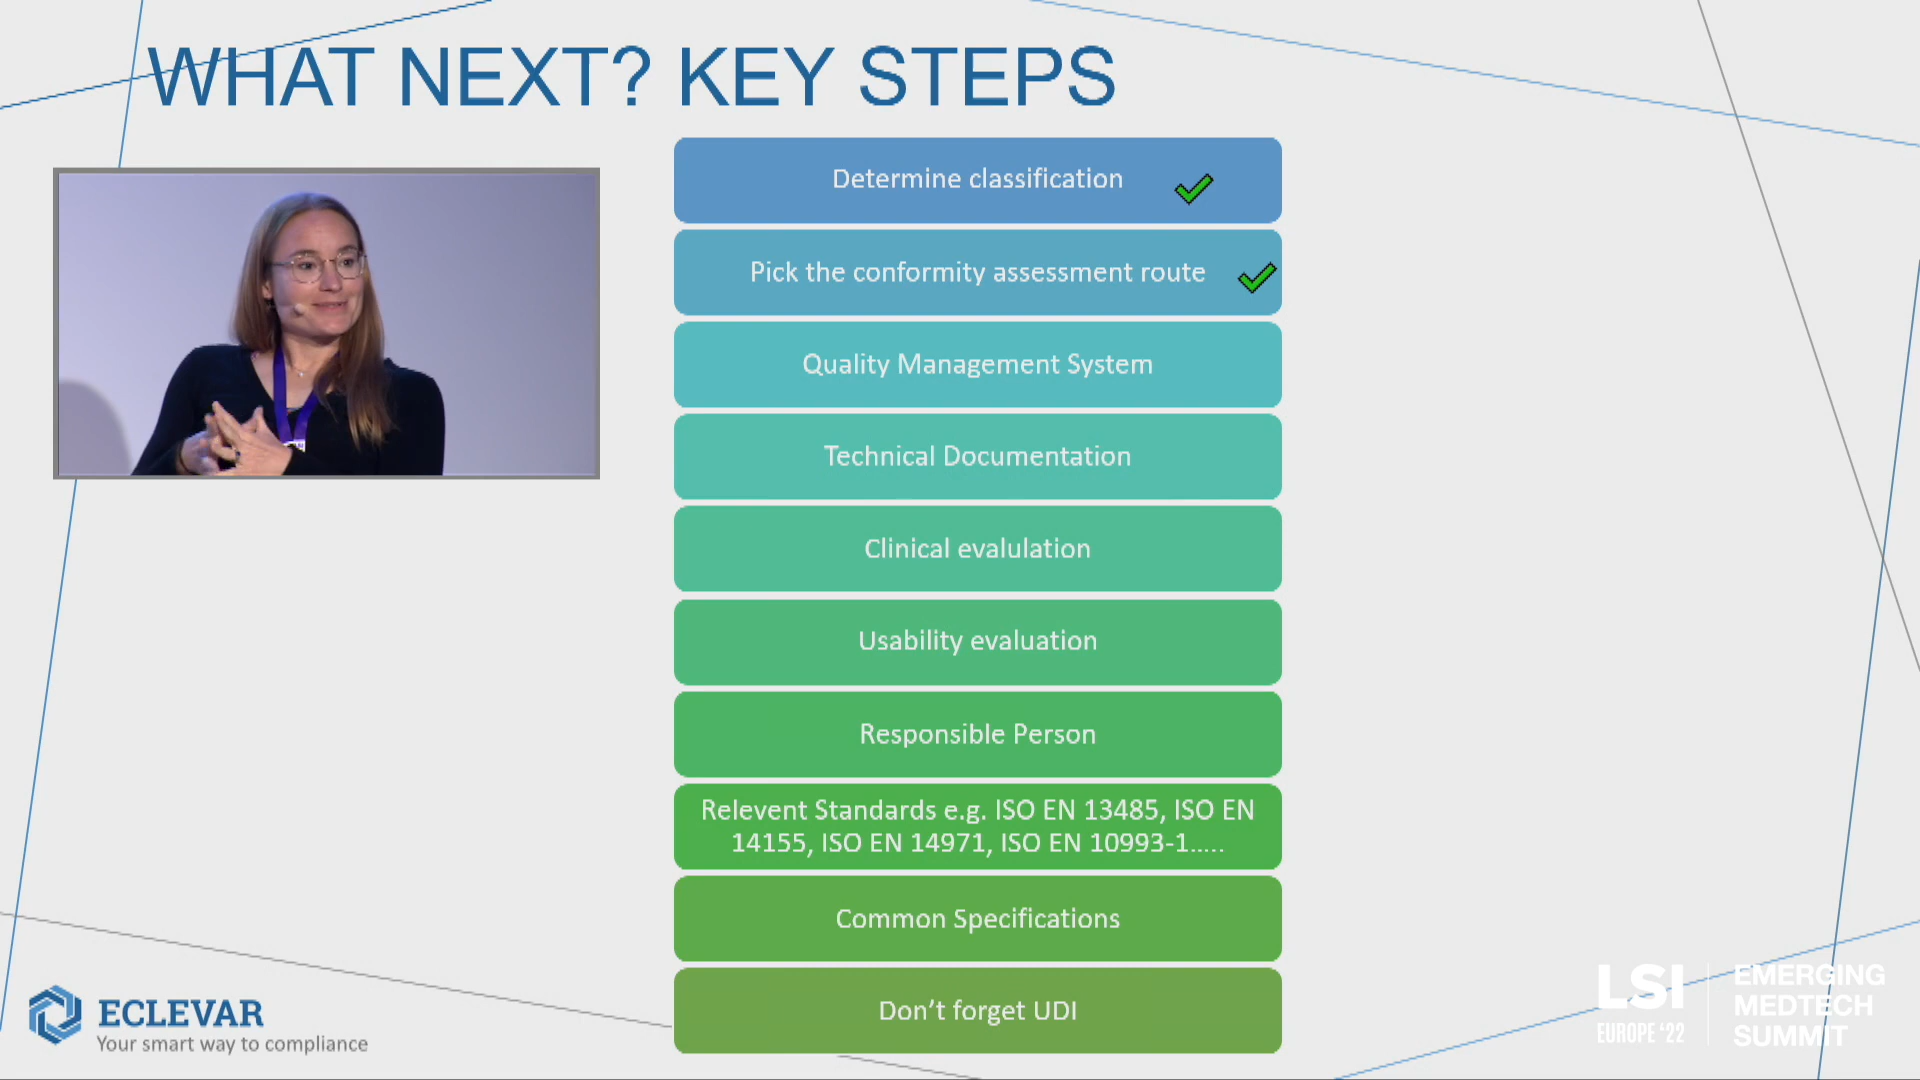 WHAT NEXT? KEY STEPS
Determine classification
Pick the conformity assessment route
Quality Management System
Technical Documentation
Clinical evalulation
Usability evaluation
Responsible Person
Relevent Standards e.g. ISO EN 13485, ISO EN
14155, ISO EN 14971, ISO EN 10993-1.....
Common Specifications
Don’t forget UDI
ECLEVAR
Your smart way to compliance
LSI
EUROPE ‘22
EMERGING
MEDTECH
SUMMIT